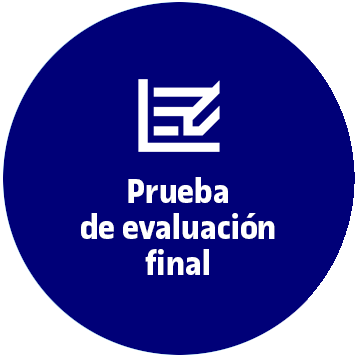 Prueba
de evaluación
final